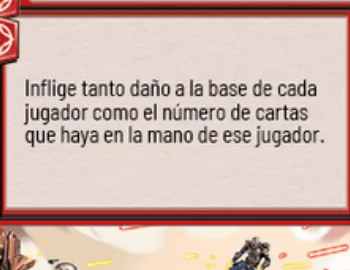 Inflige tanto daño a la base de cada
jugador como el número de cartas
que haya en la mano de ese jugador.